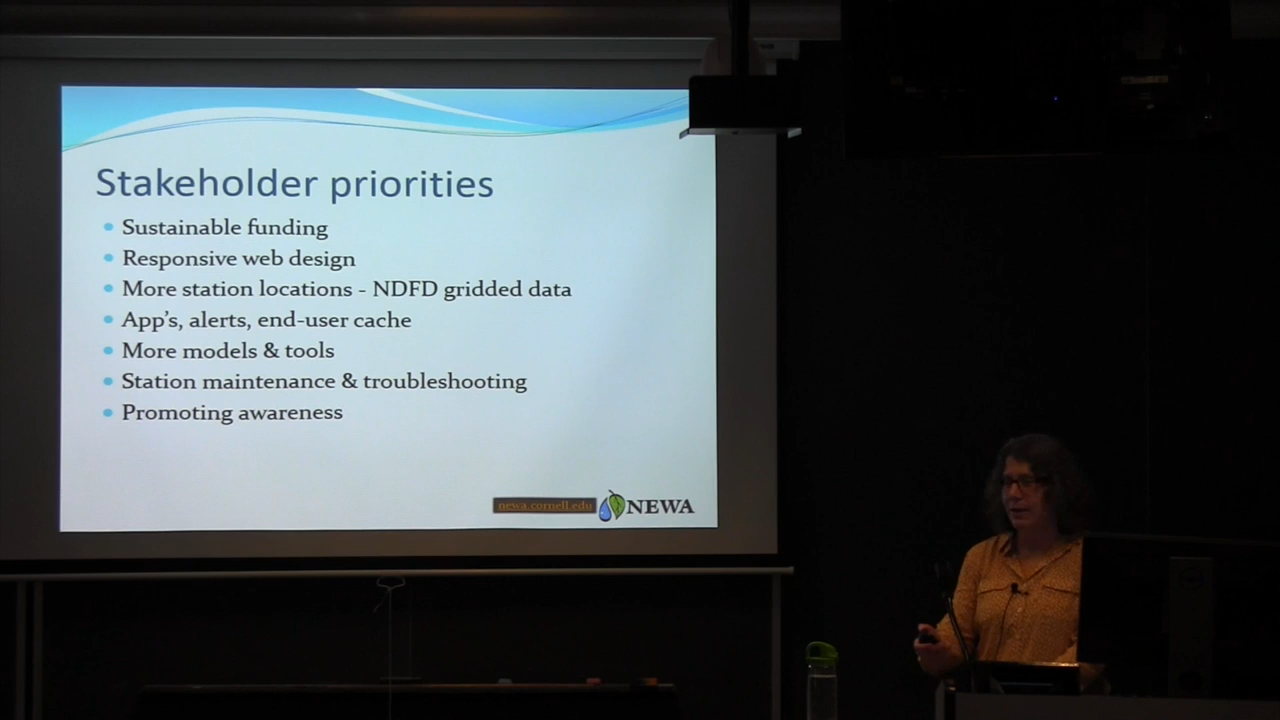 Stakeholder priorities
Sustainable funding
Responsive web design
More station locations - NDFD gridded data
App's, alerts, end-user cache
More models & tools
Station maintenance & troubleshooting
Promoting awareness
newa.cornell.edu NEWA